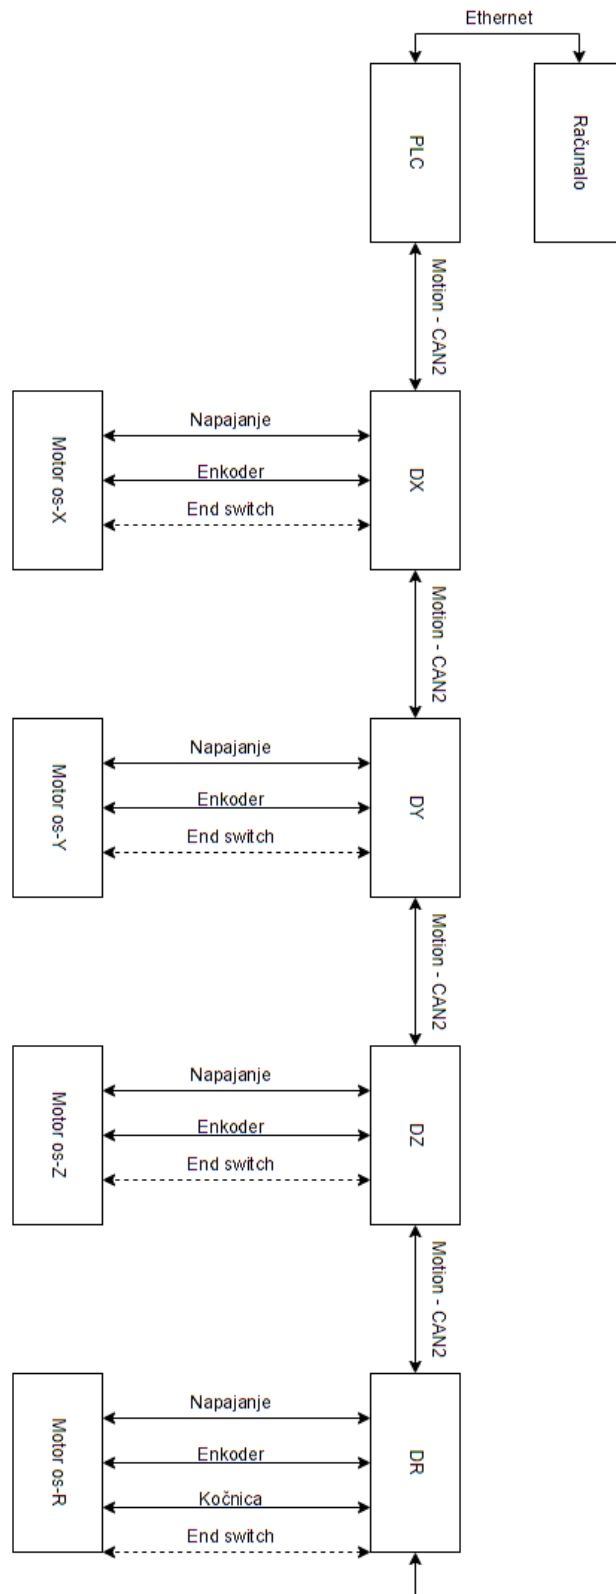 Ethernet
PLC
Računalo
Motion - CAN2
Motor os-X
Napajanje
Enkoder
End switch
DX
Motion - CAN2
Motor os-Y
Napajanje
Enkoder
End switch
DY
Motion - CAN2
Motor os-Z
Napajanje
Enkoder
End switch
DZ
Motion - CAN2
Motor os-R
Napajanje
Enkoder
Kočnica
End switch
DR